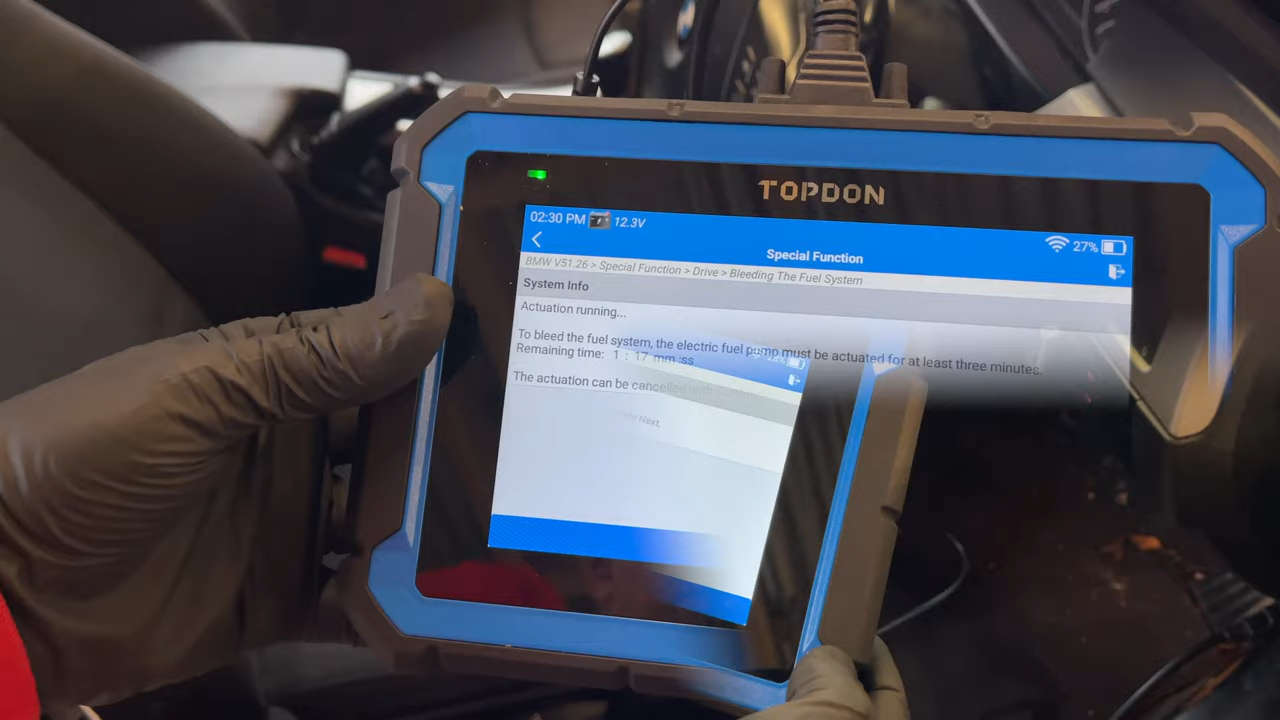 TOPDON
02:30 PM 12.3V
27%
Special Function
BMW V51.26 > Special Function > Drive > Bleeding The Fuel System
System Info
Actuation running...
To bleed the fuel system, the electric fuel pump must be actuated for at least three minutes.
Remaining time: 1 : 17 mm :ss
The actuation can be cancelled with
Next,